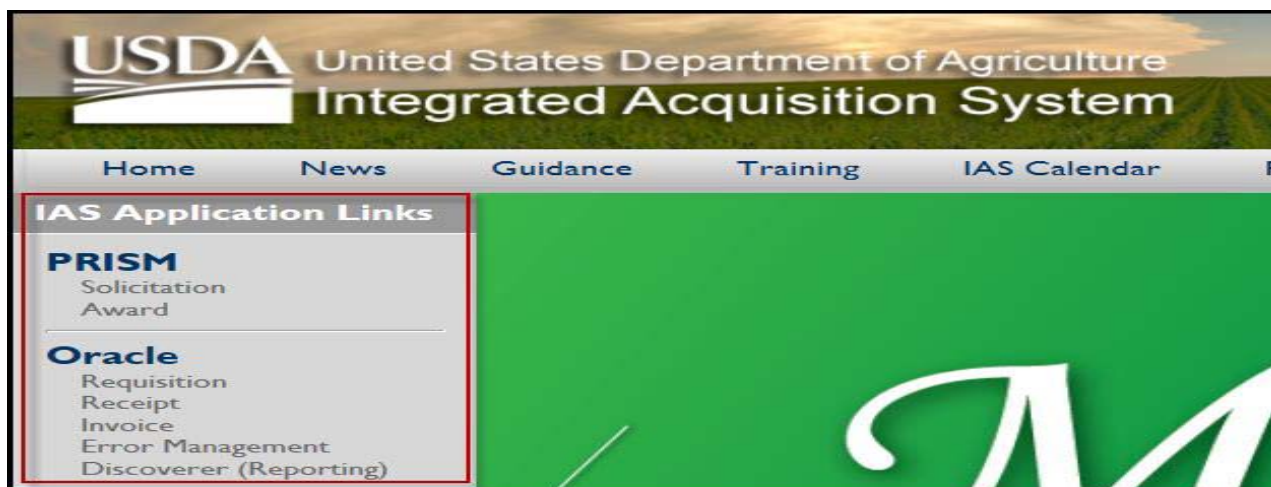 USDA United States Department of Agriculture
Integrated Acquisition System
Home News Guidance Training IAS Calendar
IAS Application Links
PRISM
Solicitation
Award
Oracle
Requisition
Receipt
Invoice
Error Management
Discoverer (Reporting)